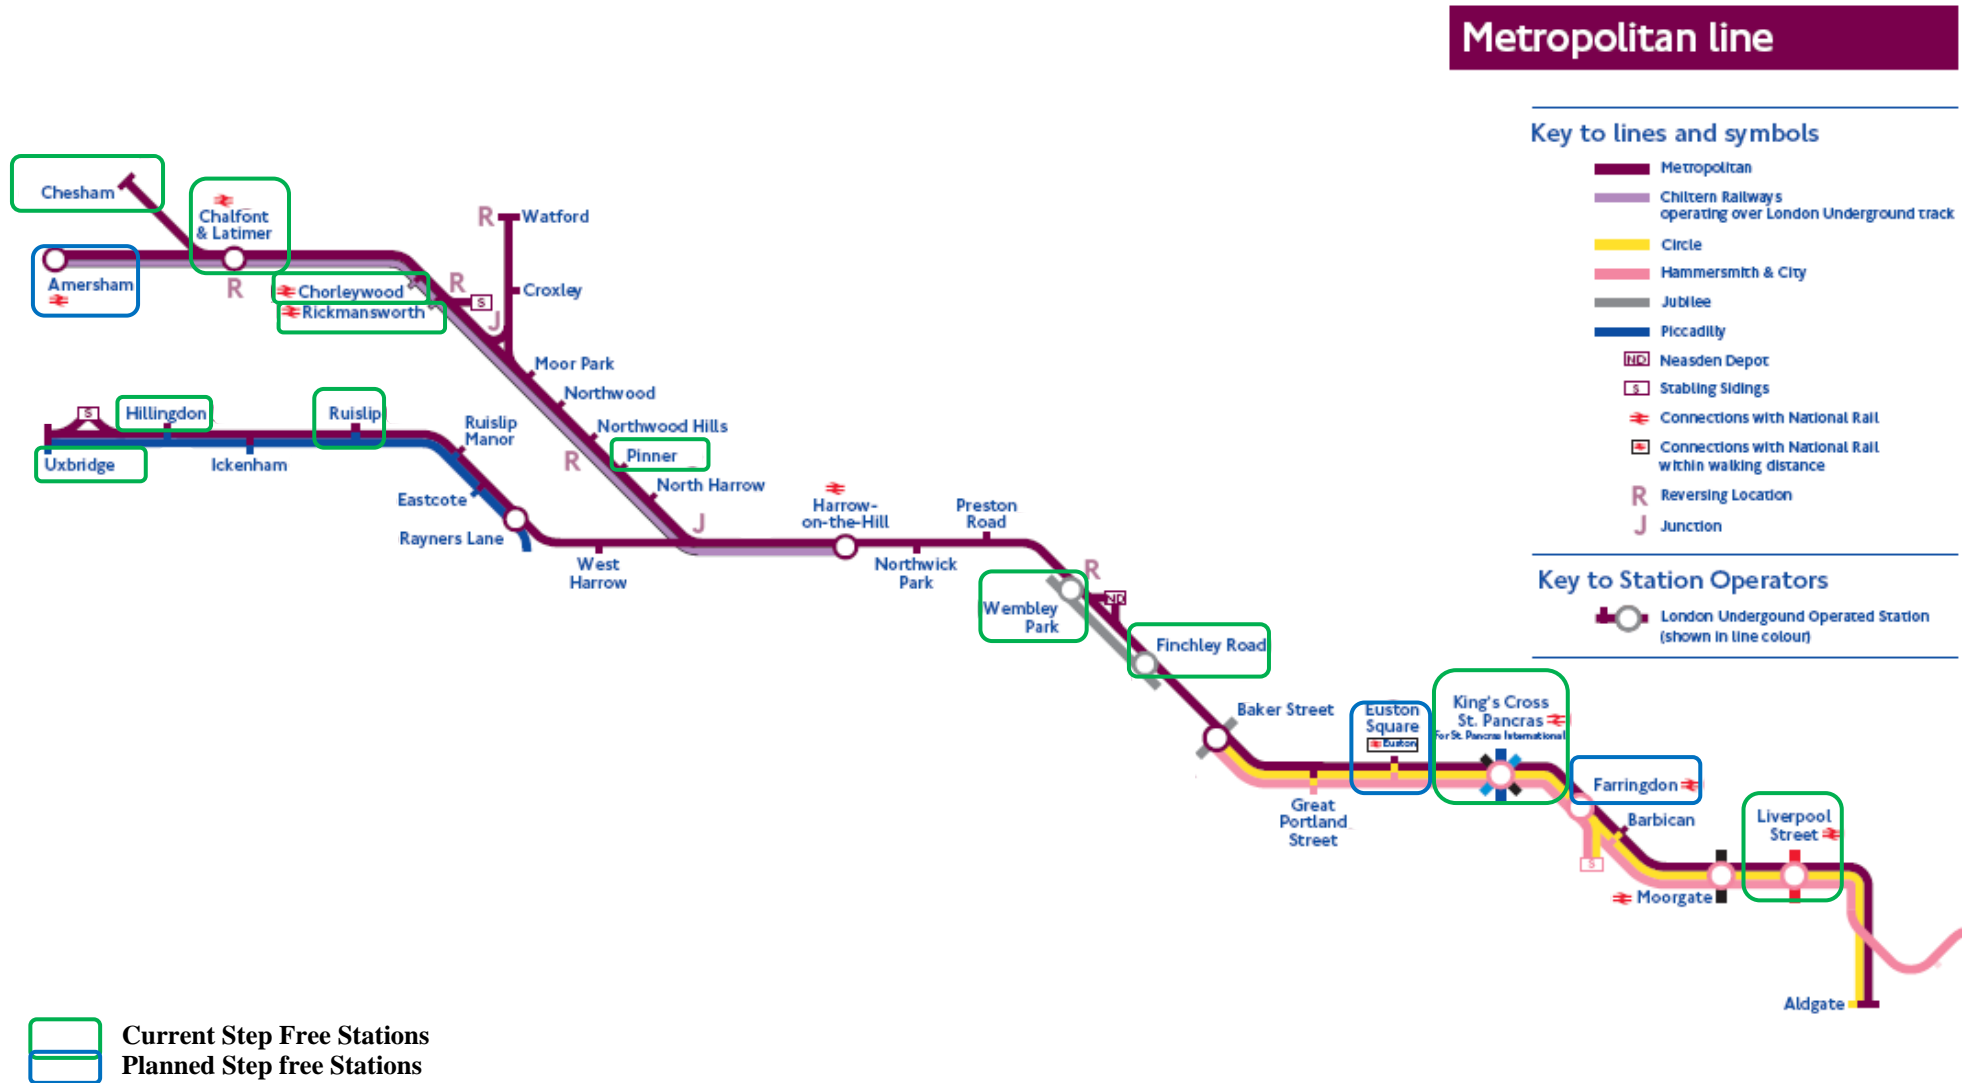 Metropolitan line
Key to lines and symbols
Metropolitan
Chiltern Railways
operating over London Underground track
Circle
Hammersmith & City
Jubilee
Piccadilly
ND
Neasden Depot
S
Stabling Sidings
Connections with National Rail
Connections with National Rail
within walking distance
R
Reversing Location
J
Junction
Key to Station Operators
London Undergound Operated Station
(shown in line colour)
Chesham
Chalfont
& Latimer
R
Amersham
Chorleywood
Rickmansworth
R
Watford
Croxley
R
S
J
Moor Park
Northwood
Northwood Hills
Pinner
R
North Harrow
J
S
Hillingdon
Ruislip
Uxbridge
Ickenham
Ruislip
Manor
Eastcote
Rayners Lane
West
Harrow
Harrow-
on-the-Hill
Northwick
Park
Preston
Road
R
ND
Wembley
Park
Finchley Road
Baker Street
Great
Portland
Street
Euston
Square
Euston
King's Cross
St. Pancras
For St. Pancras International
Farringdon
S
Barbican
Moorgate
Liverpool
Street
Aldgate
Current Step Free Stations
Planned Step free Stations